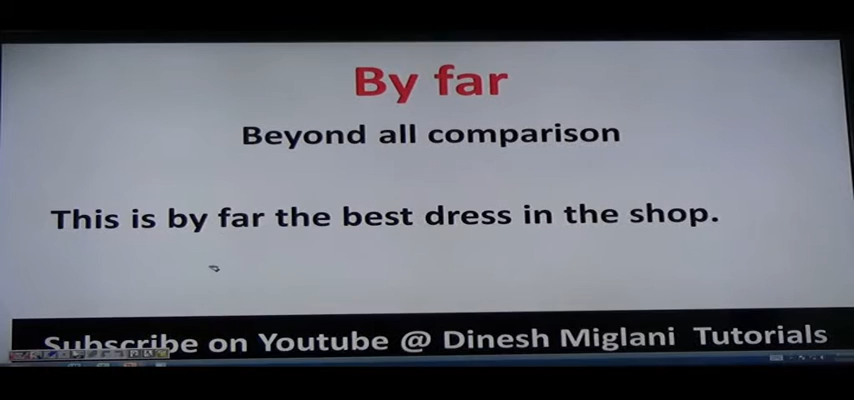 By far
Beyond all comparison
This is by far the best dress in the shop.
Subscribe on Youtube @ Dinesh Miglani Tutorials